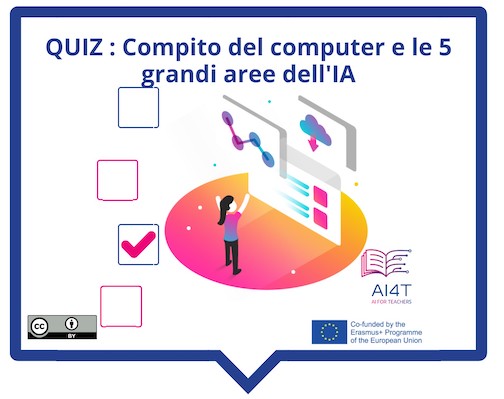 QUIZ : Compito del computer e le 5
grandi aree dell'IA
AI4T
AI FOR TEACHERS
CC
BY
Co-funded by the
Erasmus+ Programme
of the European Union